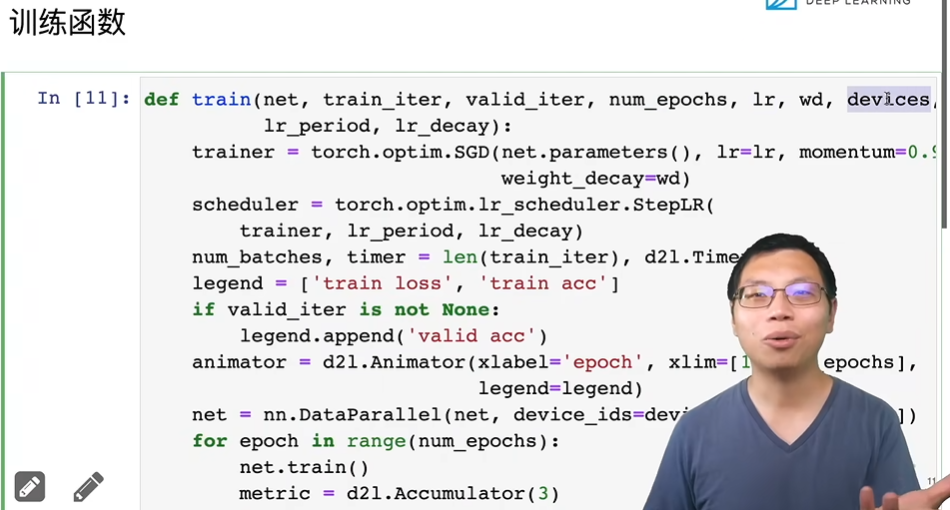 DEEP LEARNING
训练函数
In [11]: def train(net, train_iter, valid_iter, num_epochs, lr, wd, devices,
lr_period, lr_decay):
trainer = torch.optim.SGD(net.parameters(), lr=lr, momentum=0.9
weight_decay=wd)
scheduler = torch.optim.lr_scheduler.StepLR(
trainer, lr_period, lr_decay)
num_batches, timer = len(train_iter), d2l.Time
legend = ['train loss', 'train acc']
if valid_iter is not None:
legend.append('valid acc')
animator = d2l.Animator(xlabel='epoch', xlim=[1 epochs],
legend=legend)
net = nn.DataParallel(net, device_ids=devi ])
for epoch in range(num_epochs):
net.train()
metric = d2l.Accumulator(3)
11